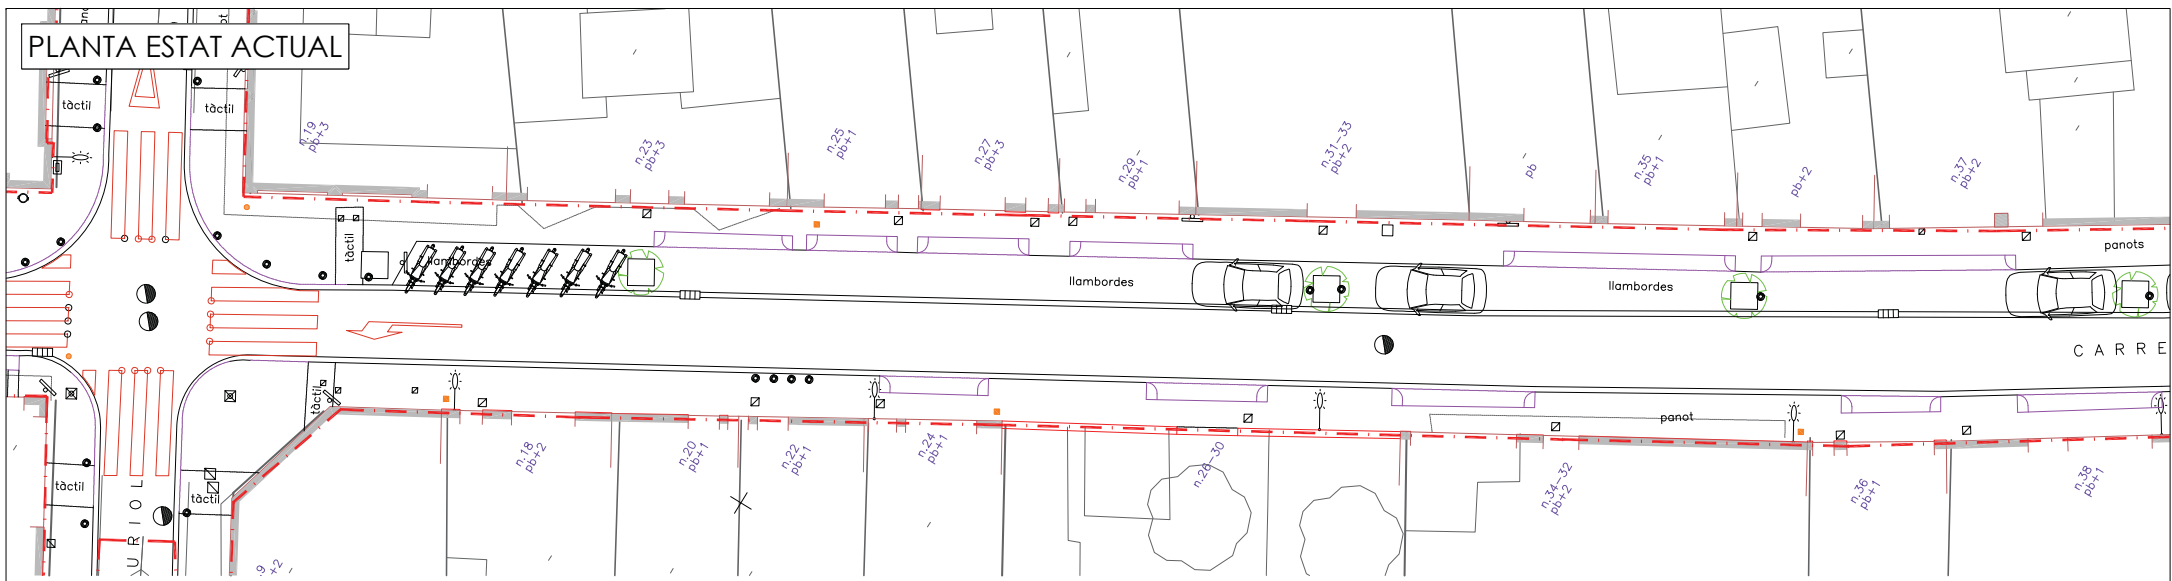 PLANTA ESTAT ACTUAL
tàctil
tàctil
n.19
pb+3
n.23
pb+3
n.25
pb+1
n.27
pb+3
n.29
pb+1
n.31-33
pb+2
pb
n.35
pb+1
pb+2
n.37
pb+2
tàctil
llambordes
llambordes
llambordes
panots
CARRE
tàctil
panot
n.18
pb+2
n.20
pb+1
n.22
pb+1
n.24
pb+1
n.26-30
n.34-32
pb+2
n.36
pb+1
n.38
pb+1
tàctil
tàctil
URIOL